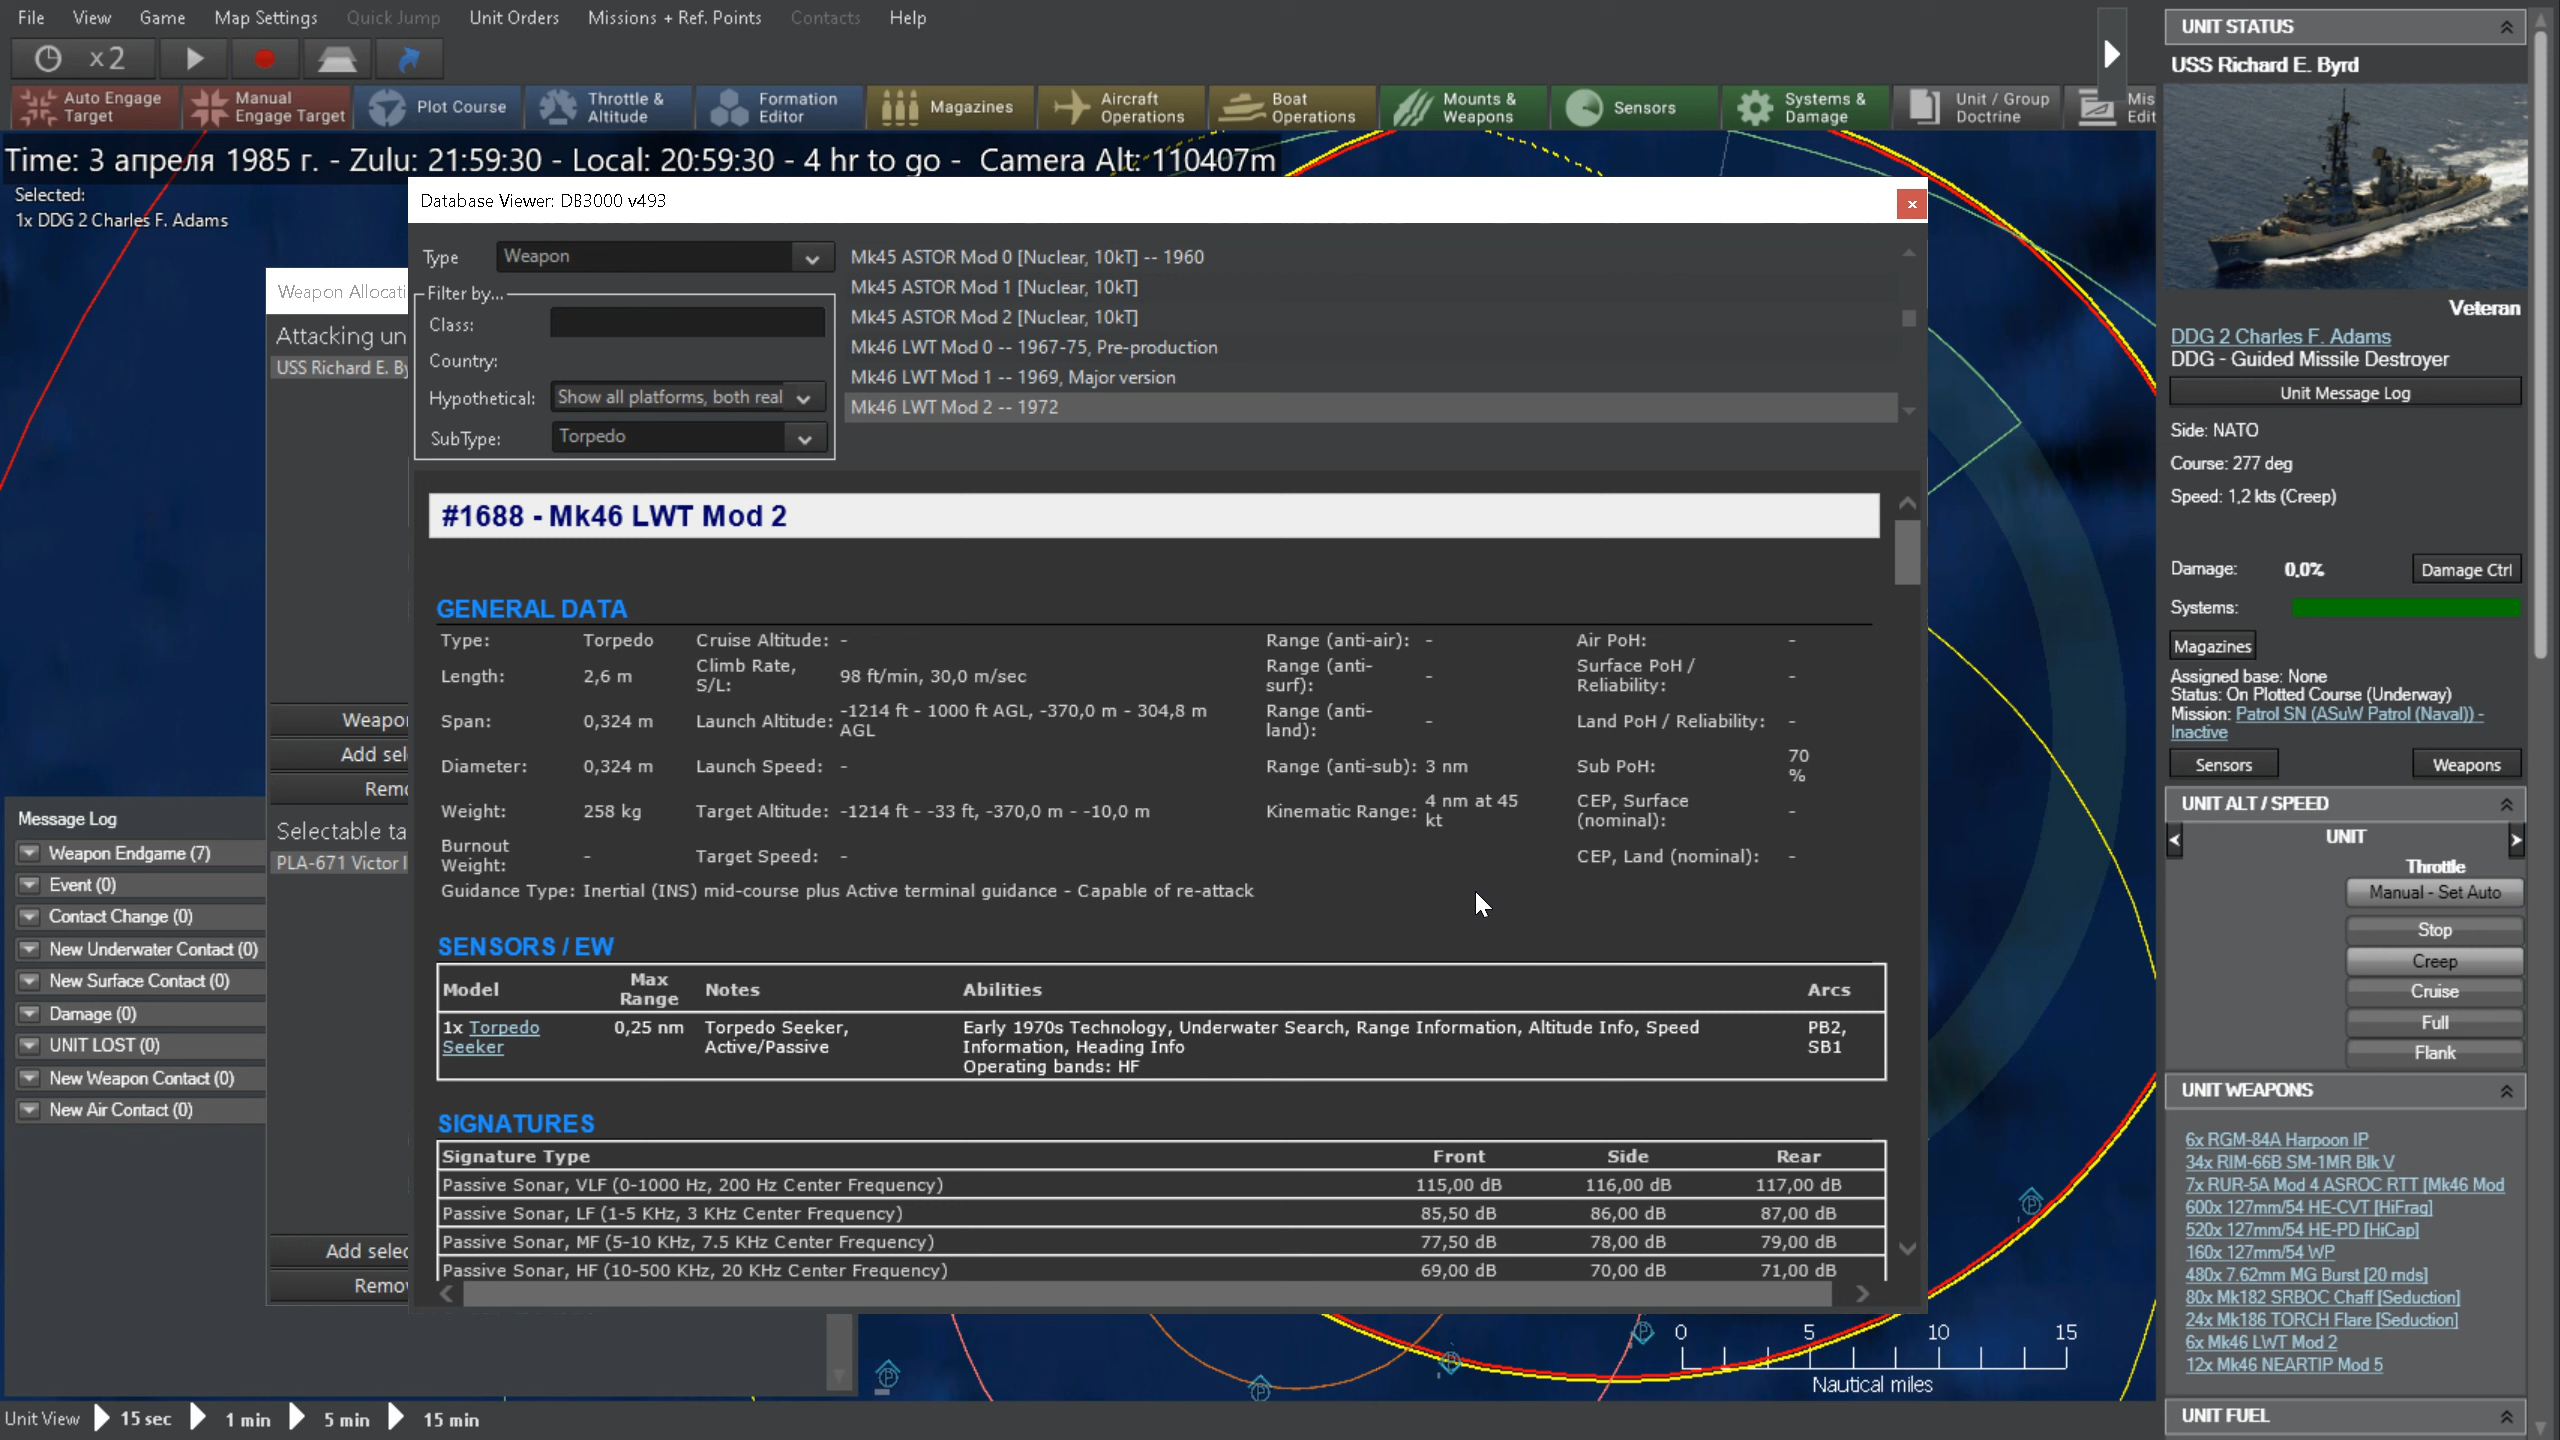 File View Game Map Settings Quick Jump Unit Orders Missions + Ref. Points Contacts Help
x 2
Auto Engage Target
Manual Engage Target
Plot Course
Throttle & Altitude
Formation Editor
Magazines
Aircraft Operations
Boat Operations
Mounts & Weapons
Sensors
Systems & Damage
Unit / Group Doctrine
Time: 3 апреля 1985 г. - Zulu: 21:59:30 - Local: 20:59:30 - 4 hr to go - Camera Alt: 110407m
Selected:
1x DDG 2 Charles F. Adams
Database Viewer: DB3000 v493
Type Weapon
Filter by...
Class:
Country:
Hypothetical: Show all platforms, both real
SubType: Torpedo
Mk45 ASTOR Mod 0 [Nuclear, 10kT] -- 1960
Mk45 ASTOR Mod 1 [Nuclear, 10kT]
Mk45 ASTOR Mod 2 [Nuclear, 10kT]
Mk46 LWT Mod 0 -- 1967-75, Pre-production
Mk46 LWT Mod 1 -- 1969, Major version
Mk46 LWT Mod 2 -- 1972
Weapon
Attacking
USS Richard E.
Add
Selectable
PLA-671 Victor
Add
#1688 - Mk46 LWT Mod 2
GENERAL DATA
Type: Torpedo Cruise Altitude: - Range (anti-air): - Air PoH: -
Length: 2,6 m Climb Rate, S/L: 98 ft/min, 30,0 m/sec Range (anti-surf): - Surface PoH / Reliability: -
Span: 0,324 m Launch Altitude: -1214 ft - 1000 ft AGL, -370,0 m - 304,8 m AGL Range (anti-land): - Land PoH / Reliability: -
Diameter: 0,324 m Launch Speed: - Range (anti-sub): 3 nm Sub PoH: 70 %
Weight: 258 kg Target Altitude: -1214 ft - -33 ft, -370,0 m - -10,0 m Kinematic Range: 4 nm at 45 kt CEP, Surface (nominal): -
Burnout Weight: - Target Speed: - CEP, Land (nominal): -
Guidance Type: Inertial (INS) mid-course plus Active terminal guidance - Capable of re-attack
SENSORS / EW
Model Max Range Notes Abilities Arcs
1x Torpedo Seeker 0,25 nm Torpedo Seeker, Active/Passive Early 1970s Technology, Underwater Search, Range Information, Altitude Info, Speed Information, Heading Info PB2, SB1
Operating bands: HF
SIGNATURES
Signature Type Front Side Rear
Passive Sonar, VLF (0-1000 Hz, 200 Hz Center Frequency) 115,00 dB 116,00 dB 117,00 dB
Passive Sonar, LF (1-5 KHz, 3 KHz Center Frequency) 85,50 dB 86,00 dB 87,00 dB
Passive Sonar, MF (5-10 KHz, 7.5 KHz Center Frequency) 77,50 dB 78,00 dB 79,00 dB
Passive Sonar, HF (10-500 KHz, 20 KHz Center Frequency) 69,00 dB 70,00 dB 71,00 dB
Message Log
Weapon Endgame (7)
Event (0)
Contact Change (0)
New Underwater Contact (0)
New Surface Contact (0)
Damage (0)
UNIT LOST (0)
New Weapon Contact (0)
New Air Contact (0)
0 5 10 15
Nautical miles
Unit View 15 sec 1 min 5 min 15 min
UNIT STATUS
USS Richard E. Byrd
Veteran
DDG 2 Charles F. Adams
DDG - Guided Missile Destroyer
Unit Message Log
Side: NATO
Course: 277 deg
Speed: 1,2 kts (Creep)
Damage: 0,0% Damage Ctrl
Systems:
Magazines
Assigned base: None
Status: On Plotted Course (Underway)
Mission: Patrol SN (ASuW Patrol (Naval)) -
Inactive
Sensors Weapons
UNIT ALT / SPEED
UNIT
Throttle
Manual - Set Auto
Stop
Creep
Cruise
Full
Flank
UNIT WEAPONS
6x RGM-84A Harpoon IP
34x RIM-66B SM-1MR Blk V
7x RUR-5A Mod 4 ASROC RTT [Mk46 Mod
600x 127mm/54 HE-CVT [HiFrag]
520x 127mm/54 HE-PD [HiCap]
160x 127mm/54 WP
480x 7.62mm MG Burst [20 rnds]
80x Mk182 SRBOC Chaff [Seduction]
24x Mk186 TORCH Flare [Seduction]
6x Mk46 LWT Mod 2
12x Mk46 NEARTIP Mod 5
UNIT FUEL